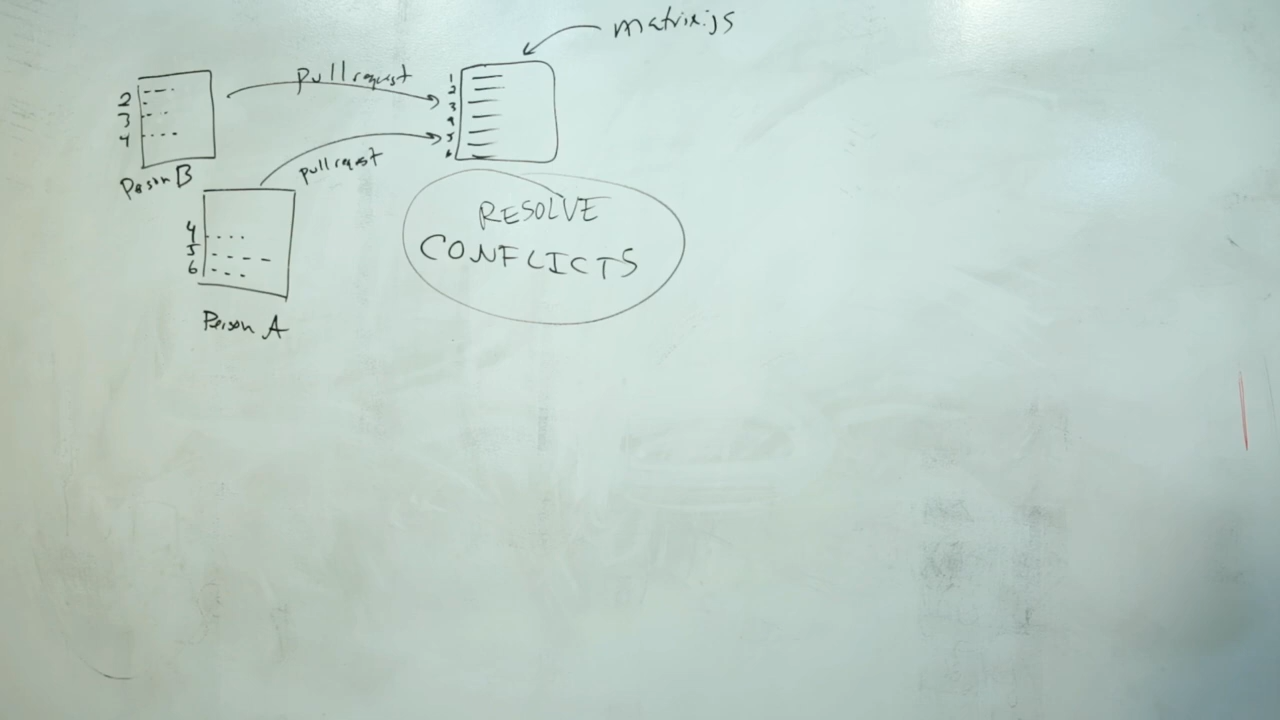 matrix.js
pull request
1
2
3
4
5
6
2
3
4
Person B
pull request
4
5
6
Person A
RESOLVE
CONFLICTS